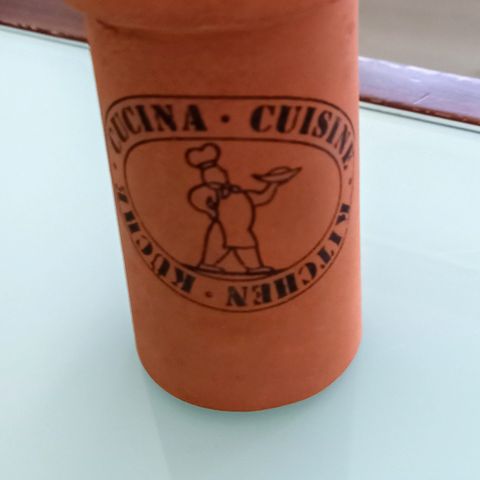 CUCINA · CUISINE · KITCHEN · KÜCHE ·